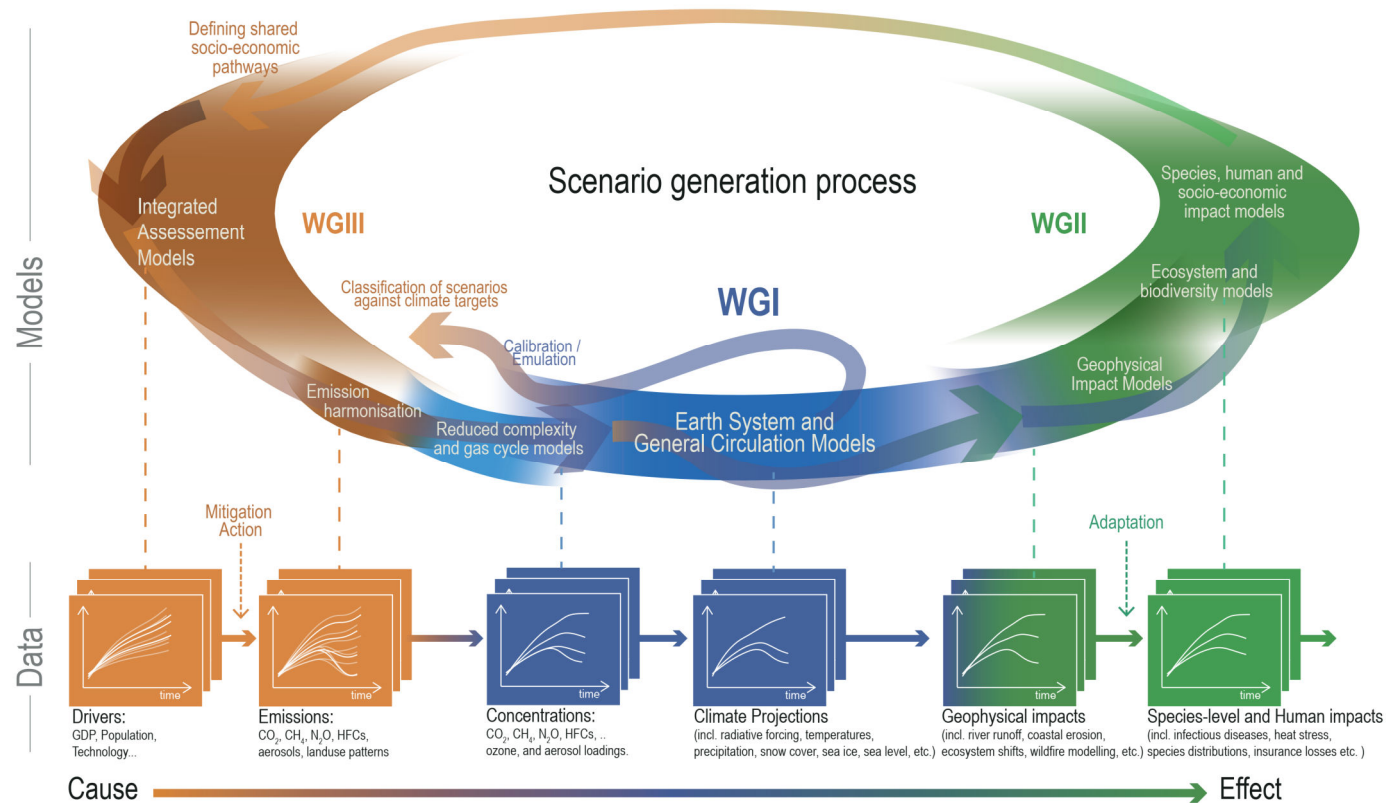 Defining shared
socio-economic
pathways
Scenario generation process
Models
Integrated
Assessement
Models
WGIII
WGII
Species, human and
socio-economic
impact models
Ecosystem and
biodiversity models
Classification of scenarios
against climate targets
WGI
Calibration /
Emulation
Geophysical
Impact Models
Emission
harmonisation
Reduced complexity
and gas cycle models
Earth System and
General Circulation Models
Mitigation
Action
Adaptation
Data
time
time
time
time
time
time
Drivers:
GDP, Population,
Technology...
Emissions:
CO₂, CH₄, N₂O, HFCs,
aerosols, landuse patterns
Concentrations:
CO₂, CH₄, N₂O, HFCs, ..
ozone, and aerosol loadings.
Climate Projections
(incl. radiative forcing, temperatures,
precipitation, snow cover, sea ice, sea level, etc.)
Geophysical impacts
(incl. river runoff, coastal erosion,
ecosystem shifts, wildfire modelling, etc.)
Species-level and Human impacts
(incl. infectious diseases, heat stress,
species distributions, insurance losses etc. )
Cause
Effect